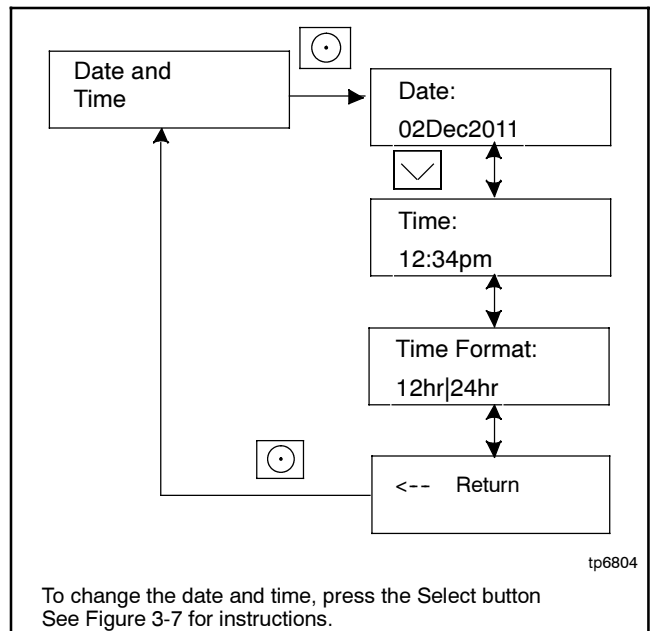 Date and
Time
Date:
02Dec2011
Time:
12:34pm
Time Format:
12hr|24hr
<-- Return
tp6804
To change the date and time, press the Select button
See Figure 3-7 for instructions.